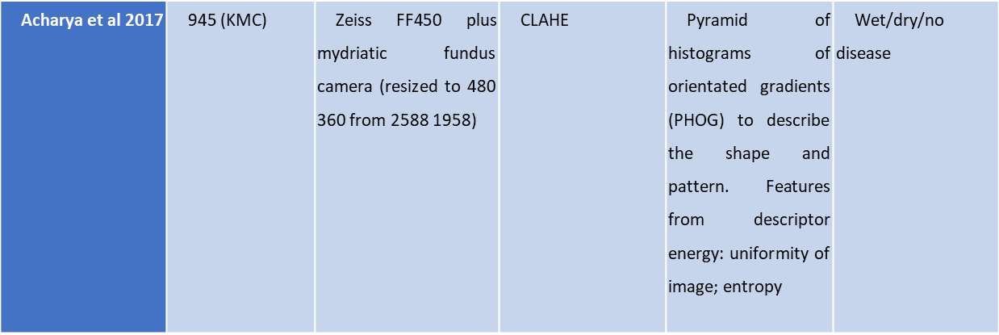 Acharya et al 2017
945 (KMC)
Zeiss FF450 plus
mydriatic fundus
camera (resized to 480
360 from 2588 1958)
CLAHE
Pyramid of
histograms of
orientated gradients
(PHOG) to describe
the shape and
pattern. Features
from descriptor
energy: uniformity of
image; entropy
Wet/dry/no
disease